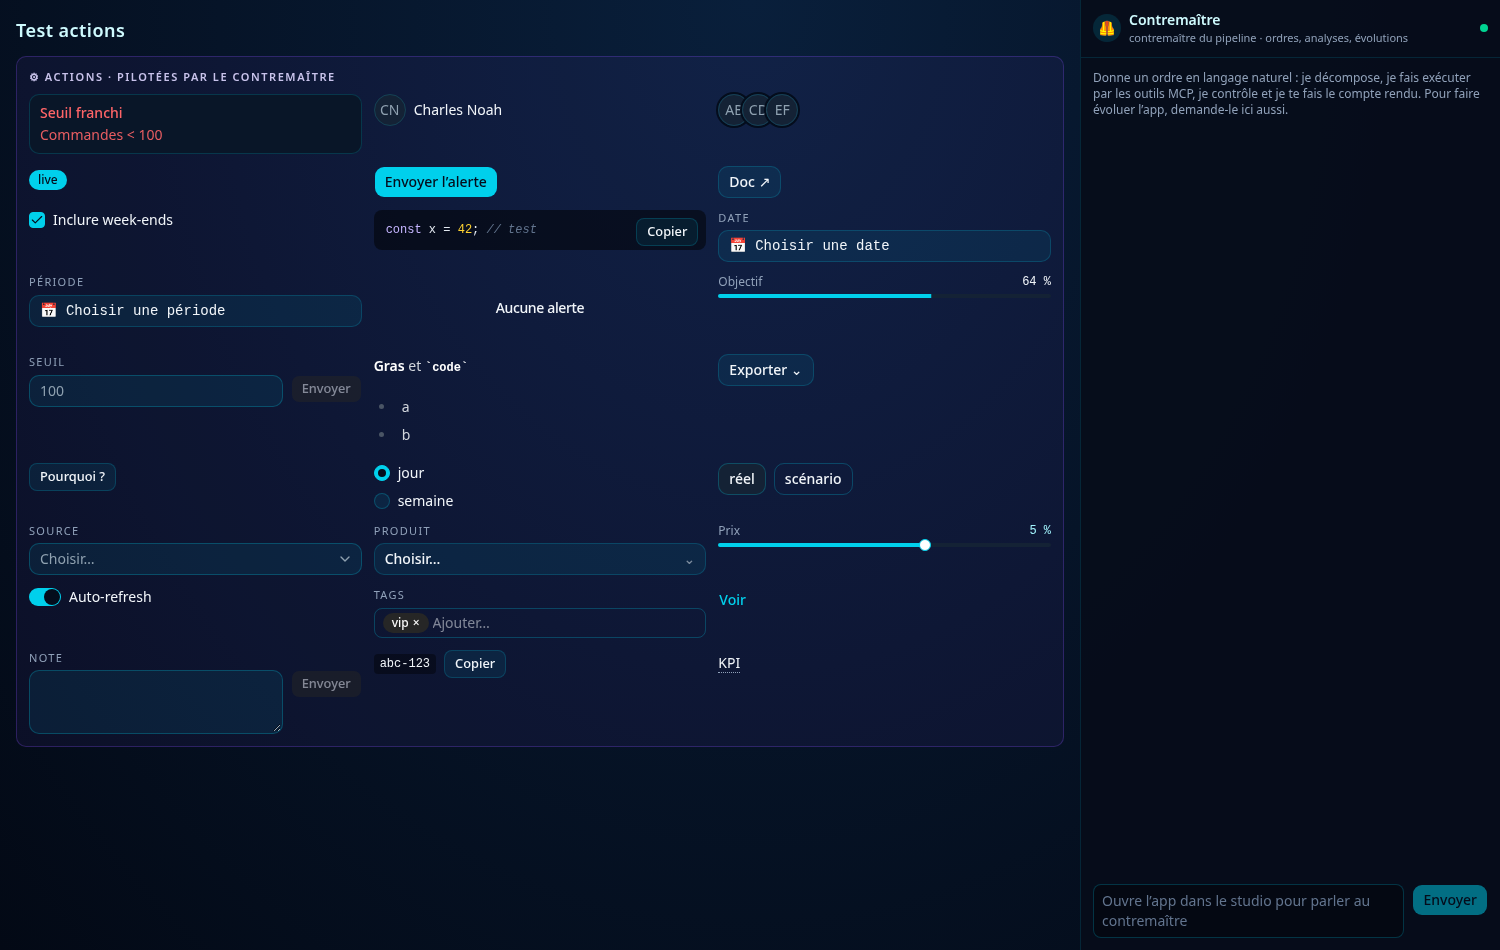 Test actions
⚙ ACTIONS · PILOTÉES PAR LE CONTREMAÎTRE
Seuil franchi
Commandes < 100
CN
Charles Noah
AB
CD
EF
live
Envoyer l’alerte
Doc ↗
Inclure week-ends
const x = 42; // test
Copier
DATE
📅 Choisir une date
PÉRIODE
📅 Choisir une période
Aucune alerte
Objectif
64 %
SEUIL
100
Envoyer
Gras et `code`
a
b
Exporter ⌄
Pourquoi ?
jour
semaine
réel
scénario
SOURCE
Choisir...
PRODUIT
Choisir...
Prix
5 %
Auto-refresh
TAGS
vip ×
Ajouter...
Voir
NOTE
Envoyer
abc-123
Copier
KPI
Contremaître
contremaître du pipeline · ordres, analyses, évolutions
Donne un ordre en langage naturel : je décompose, je fais exécuter
par les outils MCP, je contrôle et je te fais le compte rendu. Pour faire
évoluer l’app, demande-le ici aussi.
Ouvre l’app dans le studio pour parler au
contremaître
Envoyer